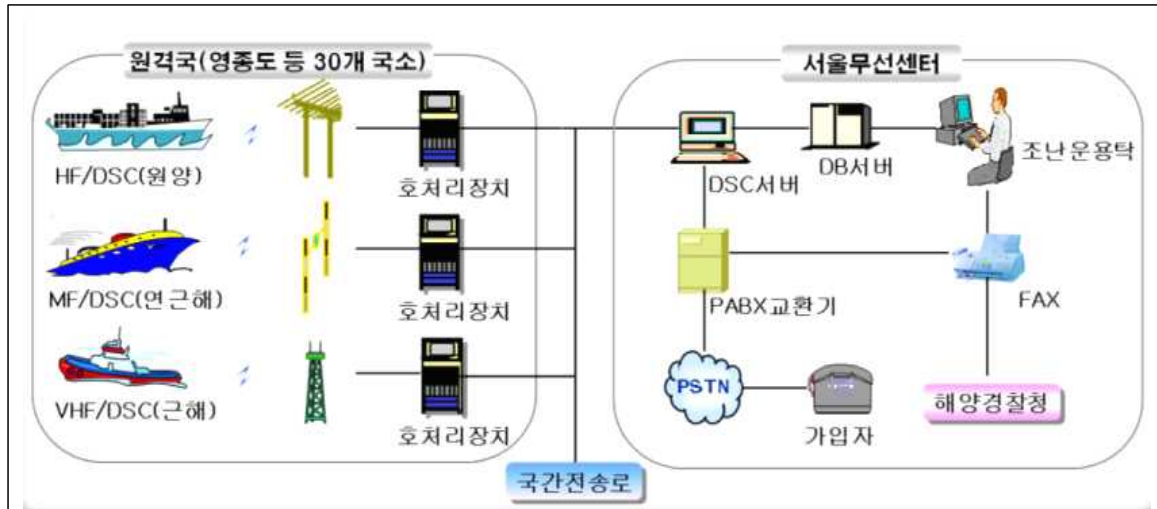 원격국(영종도 등 30개 국소)
HF/DSC(원양)
호처리장치
MF/DSC(연근해)
호처리장치
VHF/DSC(근해)
호처리장치
국간전송로
서울무선센터
DSC서버
DB서버
조난운용탁
PABX교환기
FAX
PSTN
가입자
해양경찰청